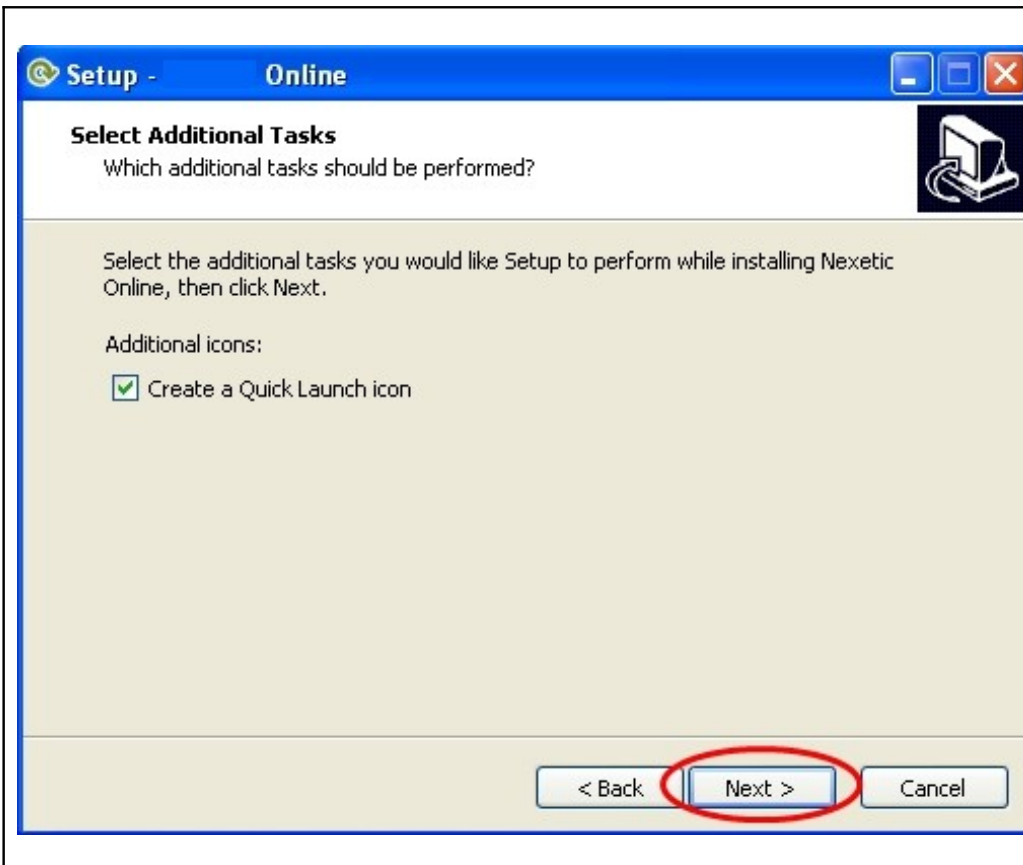 Setup - Online
Select Additional Tasks
Which additional tasks should be performed?
Select the additional tasks you would like Setup to perform while installing Nexetic
Online, then click Next.
Additional icons:
Create a Quick Launch icon
< Back Next > Cancel